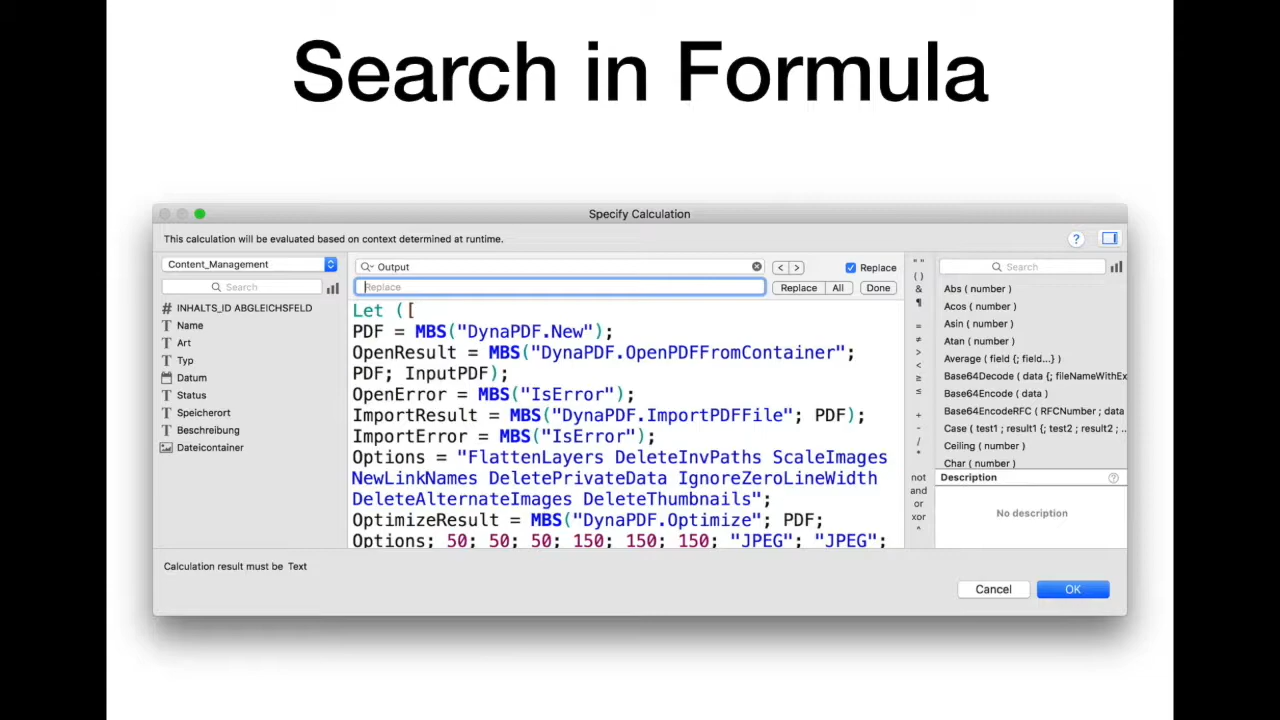 Search in Formula
Specify Calculation
This calculation will be evaluated based on context determined at runtime.
?
Content_Management
Search
# INHALTS_ID ABGLEICHSFELD
T Name
T Art
T Typ
Datum
T Status
T Speicherort
T Beschreibung
Dateicontainer
Output
< >
Replace
Replace
Replace
All
Done
Let ([
PDF = MBS("DynaPDF.New");
OpenResult = MBS("DynaPDF.OpenPDFFromContainer";
PDF; InputPDF);
OpenError = MBS("IsError");
ImportResult = MBS("DynaPDF.ImportPDFFile"; PDF);
ImportError = MBS("IsError");
Options = "FlattenLayers DeleteInvPaths ScaleImages
NewLinkNames DeletePrivateData IgnoreZeroLineWidth
DeleteAlternateImages DeleteThumbnails";
OptimizeResult = MBS("DynaPDF.Optimize"; PDF;
Options; 50; 50; 50; 150; 150; 150; "JPEG"; "JPEG";
" "
( )
&
¶
=
≠
>
<
≥
≤
+
-
/
*
not
and
or
xor
^
Search
Abs ( number )
Acos ( number )
Asin ( number )
Atan ( number )
Average ( field {; field...} )
Base64Decode ( data {; fileNameWithEx
Base64Encode ( data )
Base64EncodeRFC ( RFCNumber ; data
Case ( test1 ; result1 {; test2 ; result2 ; ..
Ceiling ( number )
Char ( number )
Description
?
No description
Calculation result must be Text
Cancel
OK